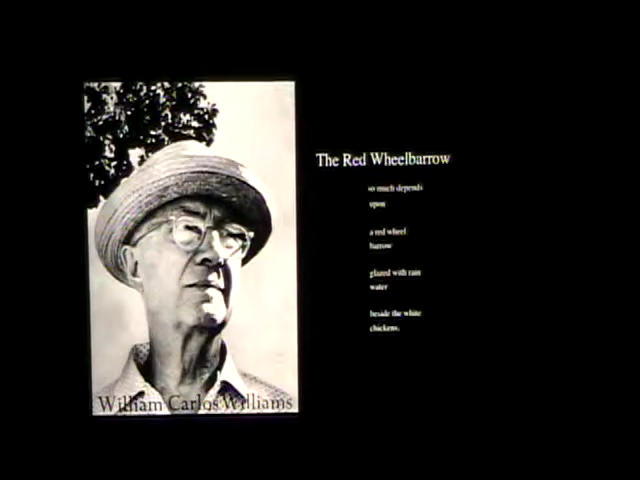 The Red Wheelbarrow
so much depends
upon
a red wheel
barrow
glazed with rain
water
beside the white
chickens.
William Carlos Williams